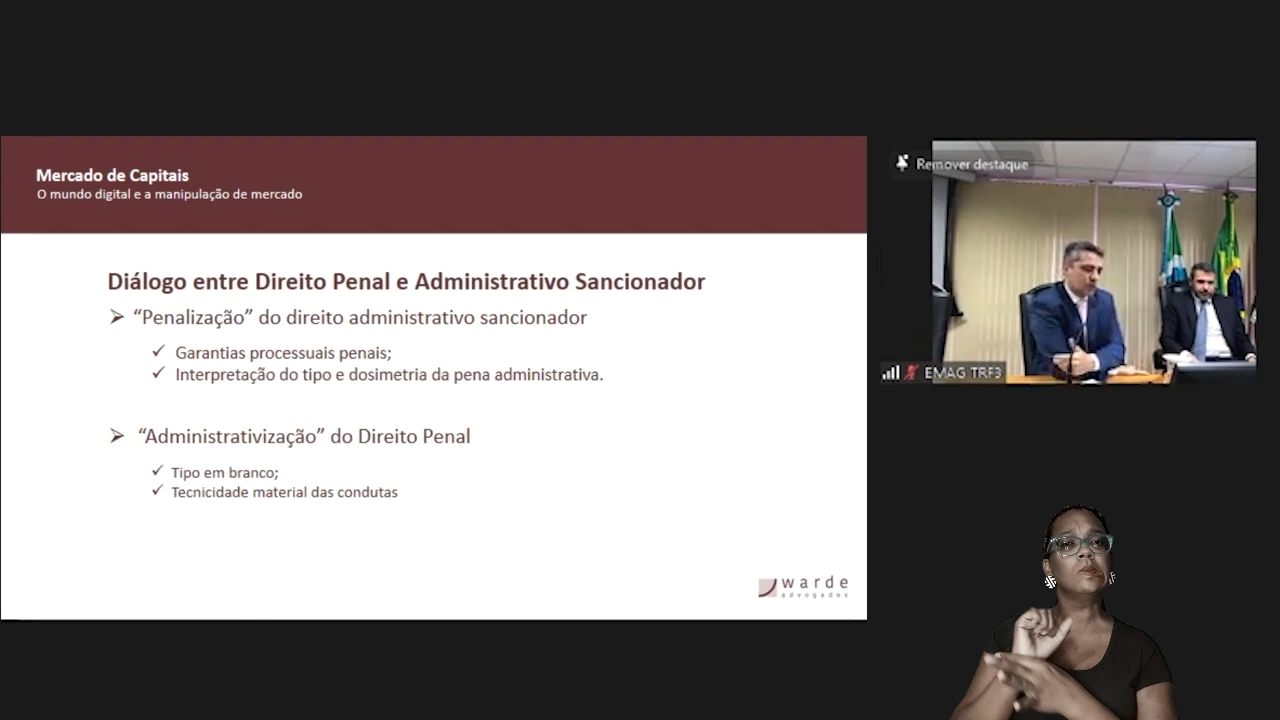 Mercado de Capitais
O mundo digital e a manipulação de mercado
Diálogo entre Direito Penal e Administrativo Sancionador
“Penalização” do direito administrativo sancionador
Garantias processuais penais;
Interpretação do tipo e dosimetria da pena administrativa.
“Administrativização” do Direito Penal
Tipo em branco;
Tecnicidade material das condutas
warde
advogados
Remover destaque
EMAG TRF3